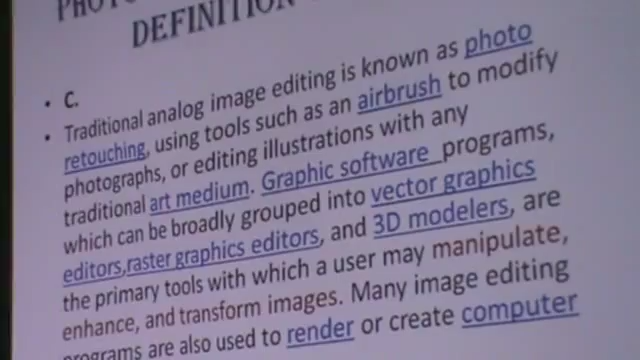 DEFINITION
• C.
• Traditional analog image editing is known as photo
retouching, using tools such as an airbrush to modify
photographs, or editing illustrations with any
traditional art medium. Graphic software programs,
which can be broadly grouped into vector graphics
editors,raster graphics editors, and 3D modelers, are
the primary tools with which a user may manipulate,
enhance, and transform images. Many image editing
programs are also used to render or create computer